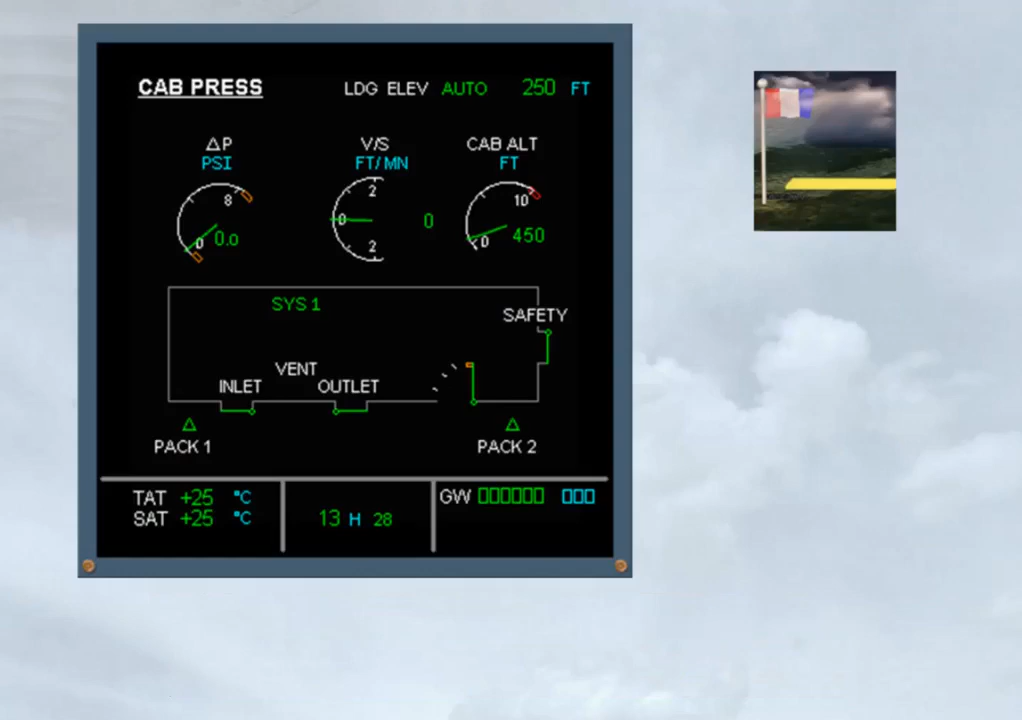 CAB PRESS LDG ELEV AUTO 250 FT
ΔP V/S CAB ALT
PSI FT/MN FT
8 2 10
0 0.0 0 0 0 450
2
SYS 1
SAFETY
VENT
INLET OUTLET
PACK 1 PACK 2
TAT +25 °C GW
SAT +25 °C 13 H 28